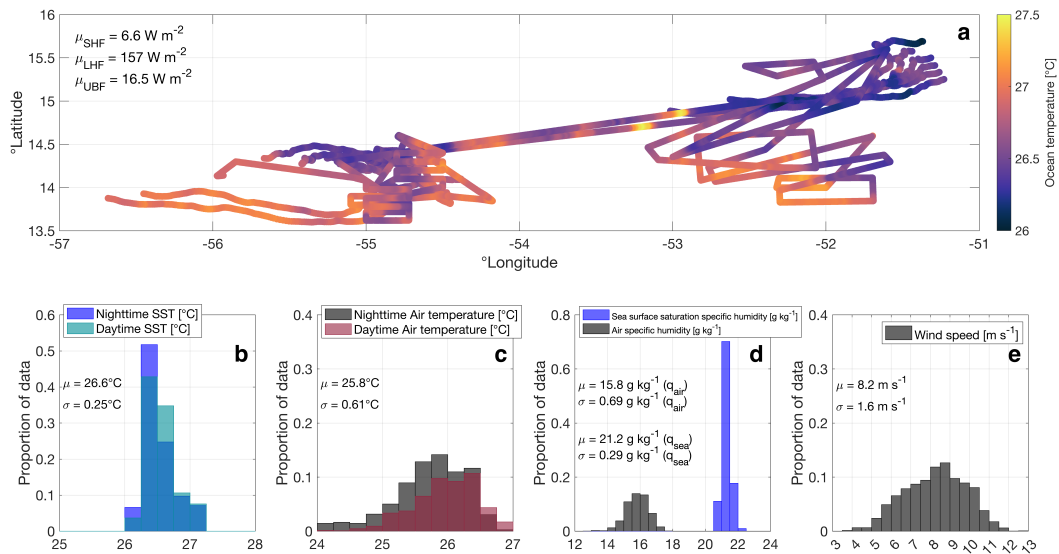 a
μSHF = 6.6 W m-2
μLHF = 157 W m-2
μUBF = 16.5 W m-2
16
15.5
15
14.5
14
13.5
°Latitude
-57
-56
-55
-54
-53
-52
-51
°Longitude
27.5
27
26.5
26
Ocean temperature [°C]
Nighttime SST [°C]
Daytime SST [°C]
b
μ = 26.6°C
σ = 0.25°C
0.6
0.5
0.4
0.3
0.2
0.1
0
Proportion of data
25
26
27
28
Nighttime Air temperature [°C]
Daytime Air temperature [°C]
c
μ = 25.8°C
σ = 0.61°C
0.4
0.3
0.2
0.1
0
Proportion of data
24
25
26
27
Sea surface saturation specific humidity [g kg-1]
Air specific humidity [g kg-1]
d
μ = 15.8 g kg-1 (qair)
σ = 0.69 g kg-1 (qair)
μ = 21.2 g kg-1 (qsea)
σ = 0.29 g kg-1 (qsea)
0.8
0.6
0.4
0.2
0
Proportion of data
12
14
16
18
20
22
24
Wind speed [m s-1]
e
μ = 8.2 m s-1
σ = 1.6 m s-1
0.4
0.3
0.2
0.1
0
Proportion of data
3
4
5
6
7
8
9
10
11
12
13